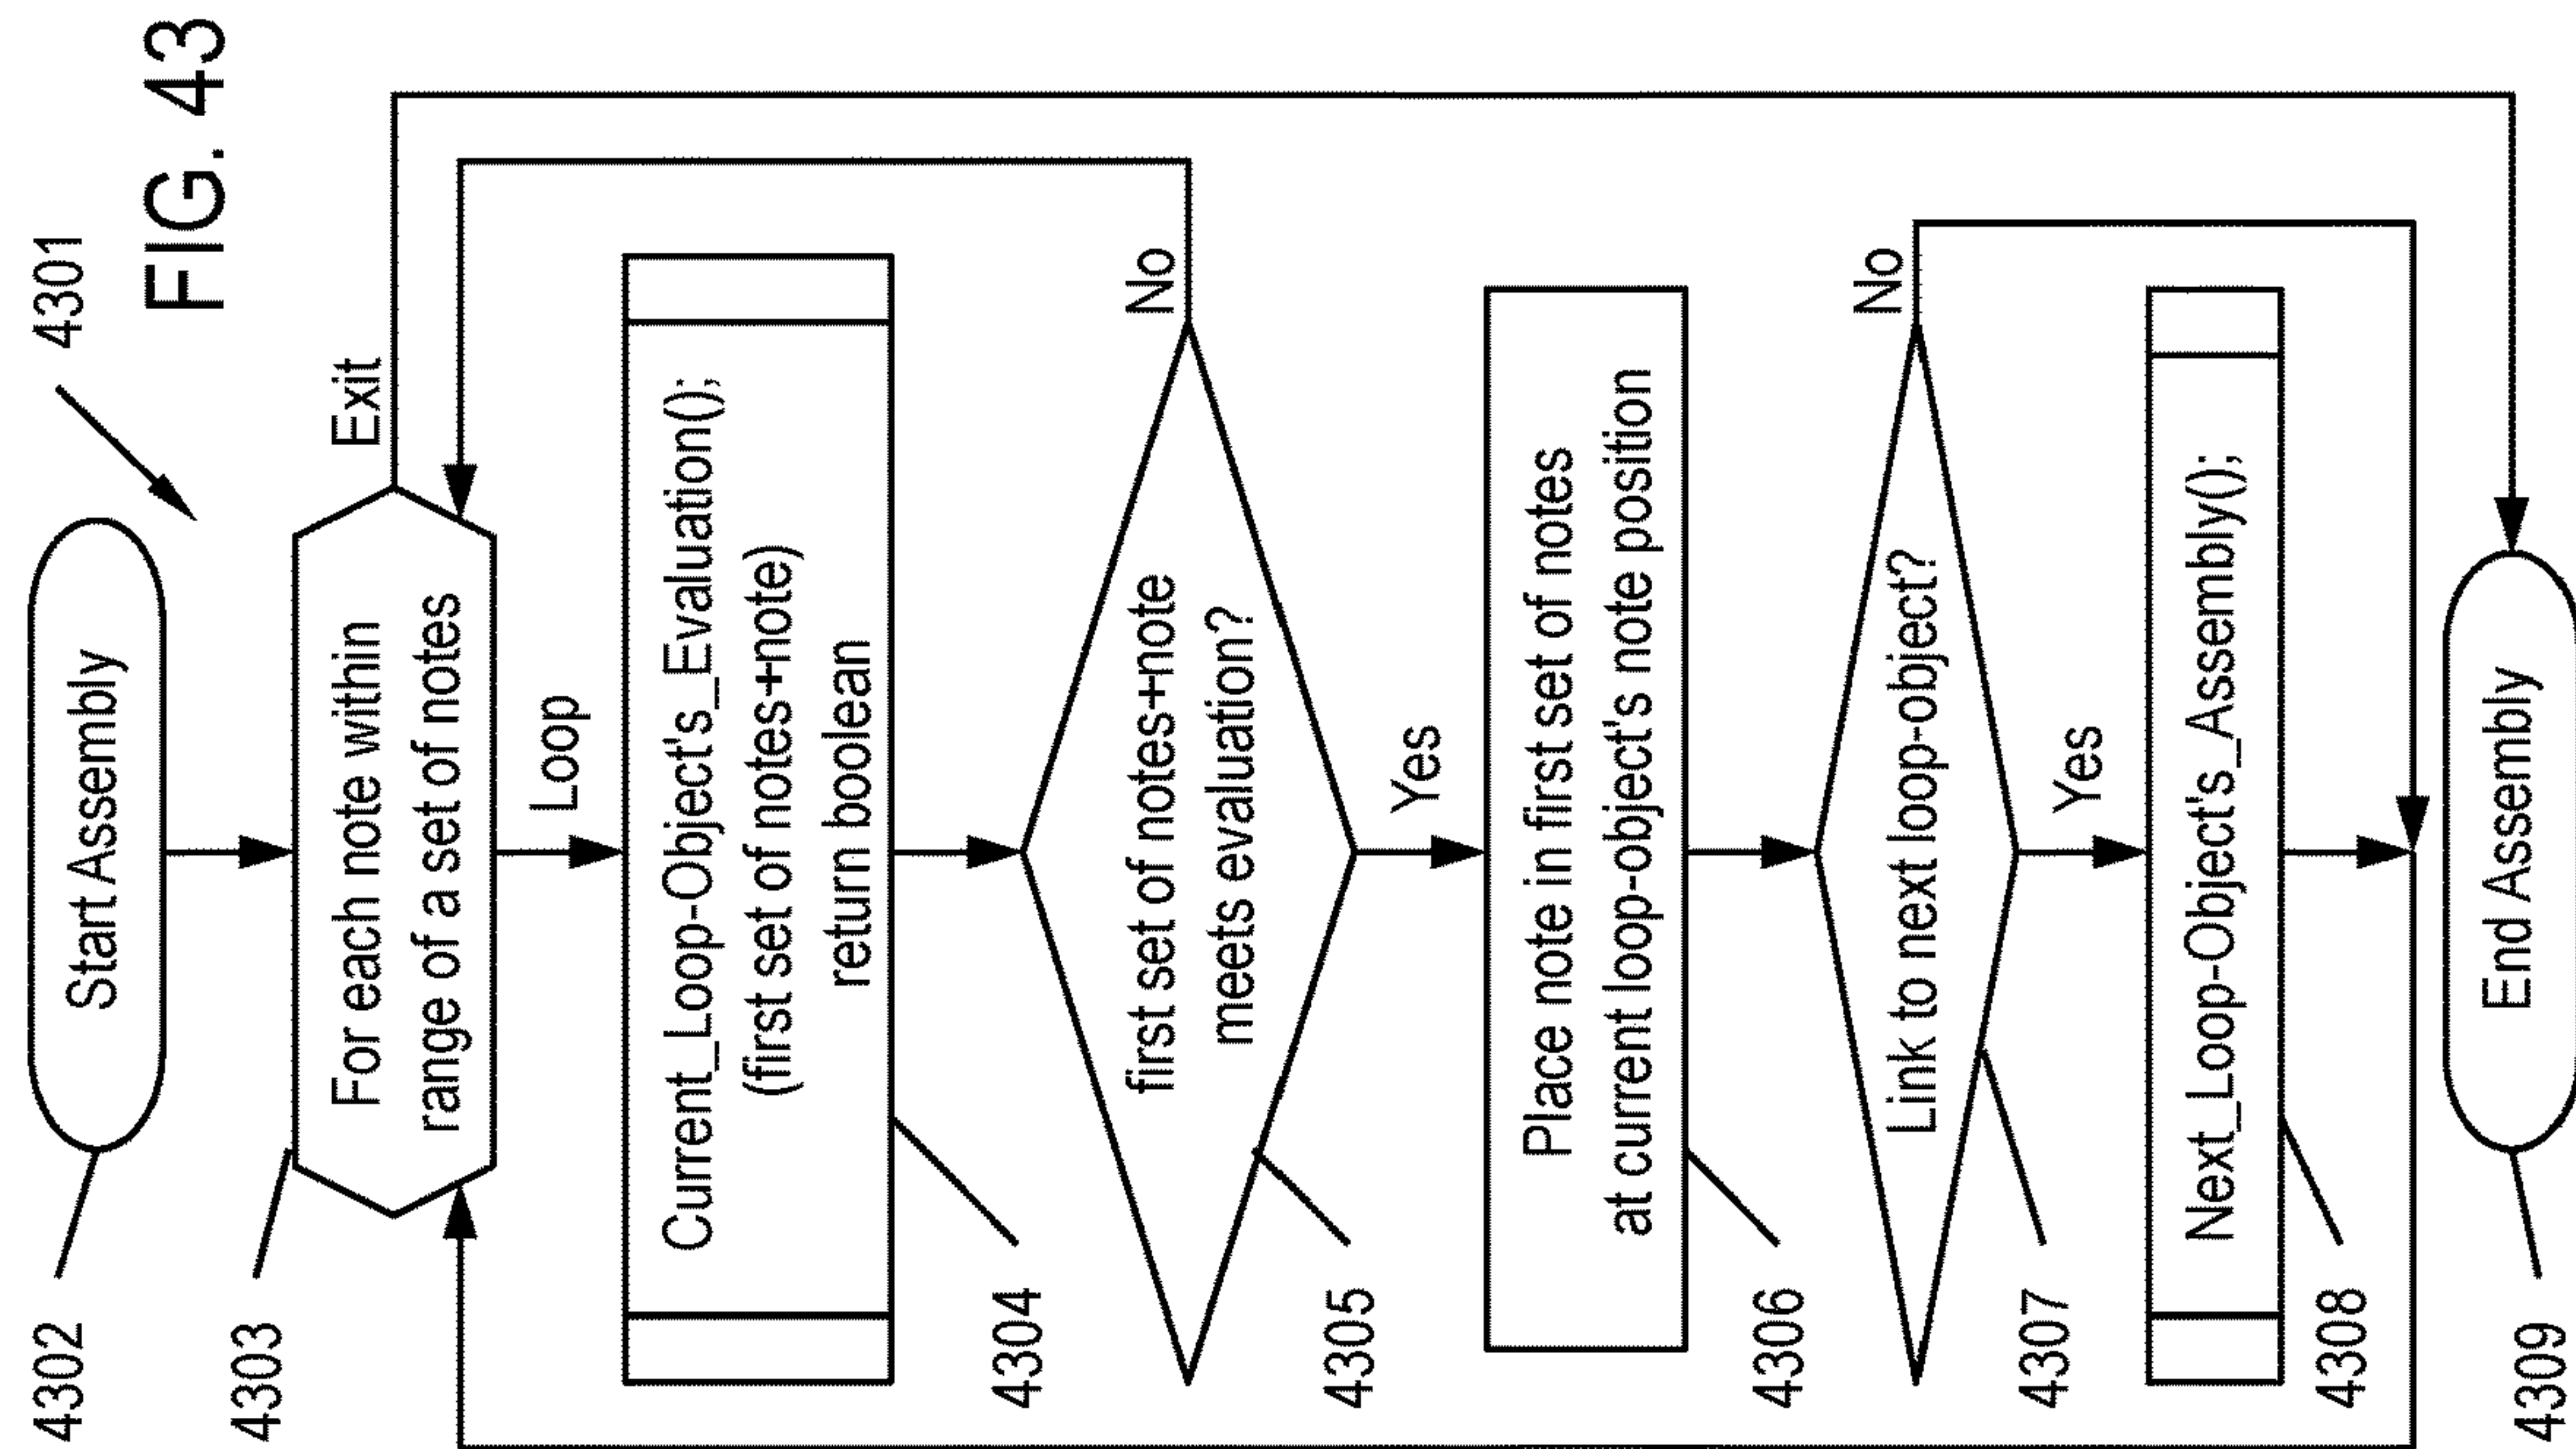 FIG. 43
4301
4302
Start Assembly
4303
For each note within
range of a set of notes
Exit
Loop
Current_Loop-Object's_Evaluation();
(first set of notes+note)
return boolean
4304
first set of notes+note
meets evaluation?
No
4305
Yes
Place note in first set of notes
at current loop-object's note position
4306
Link to next loop-object?
No
4307
Yes
Next_Loop-Object's_Assembly();
4308
End Assembly
4309